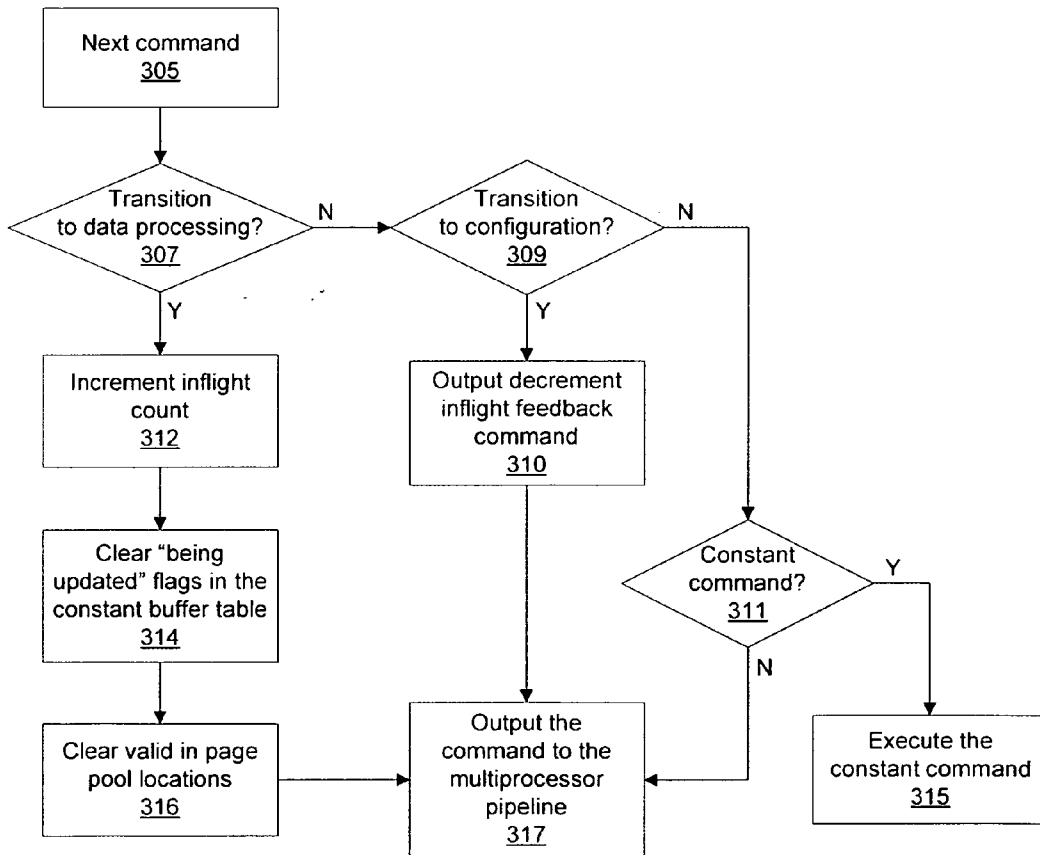 Next command
305
Transition
to data processing?
307
N
Transition
to configuration?
309
N
Y
Y
Increment inflight
count
312
Output decrement
inflight feedback
command
310
Clear “being
updated” flags in the
constant buffer table
314
Constant
command?
311
Y
N
Clear valid in page
pool locations
316
Output the
command to the
multiprocessor
pipeline
317
Execute the
constant command
315